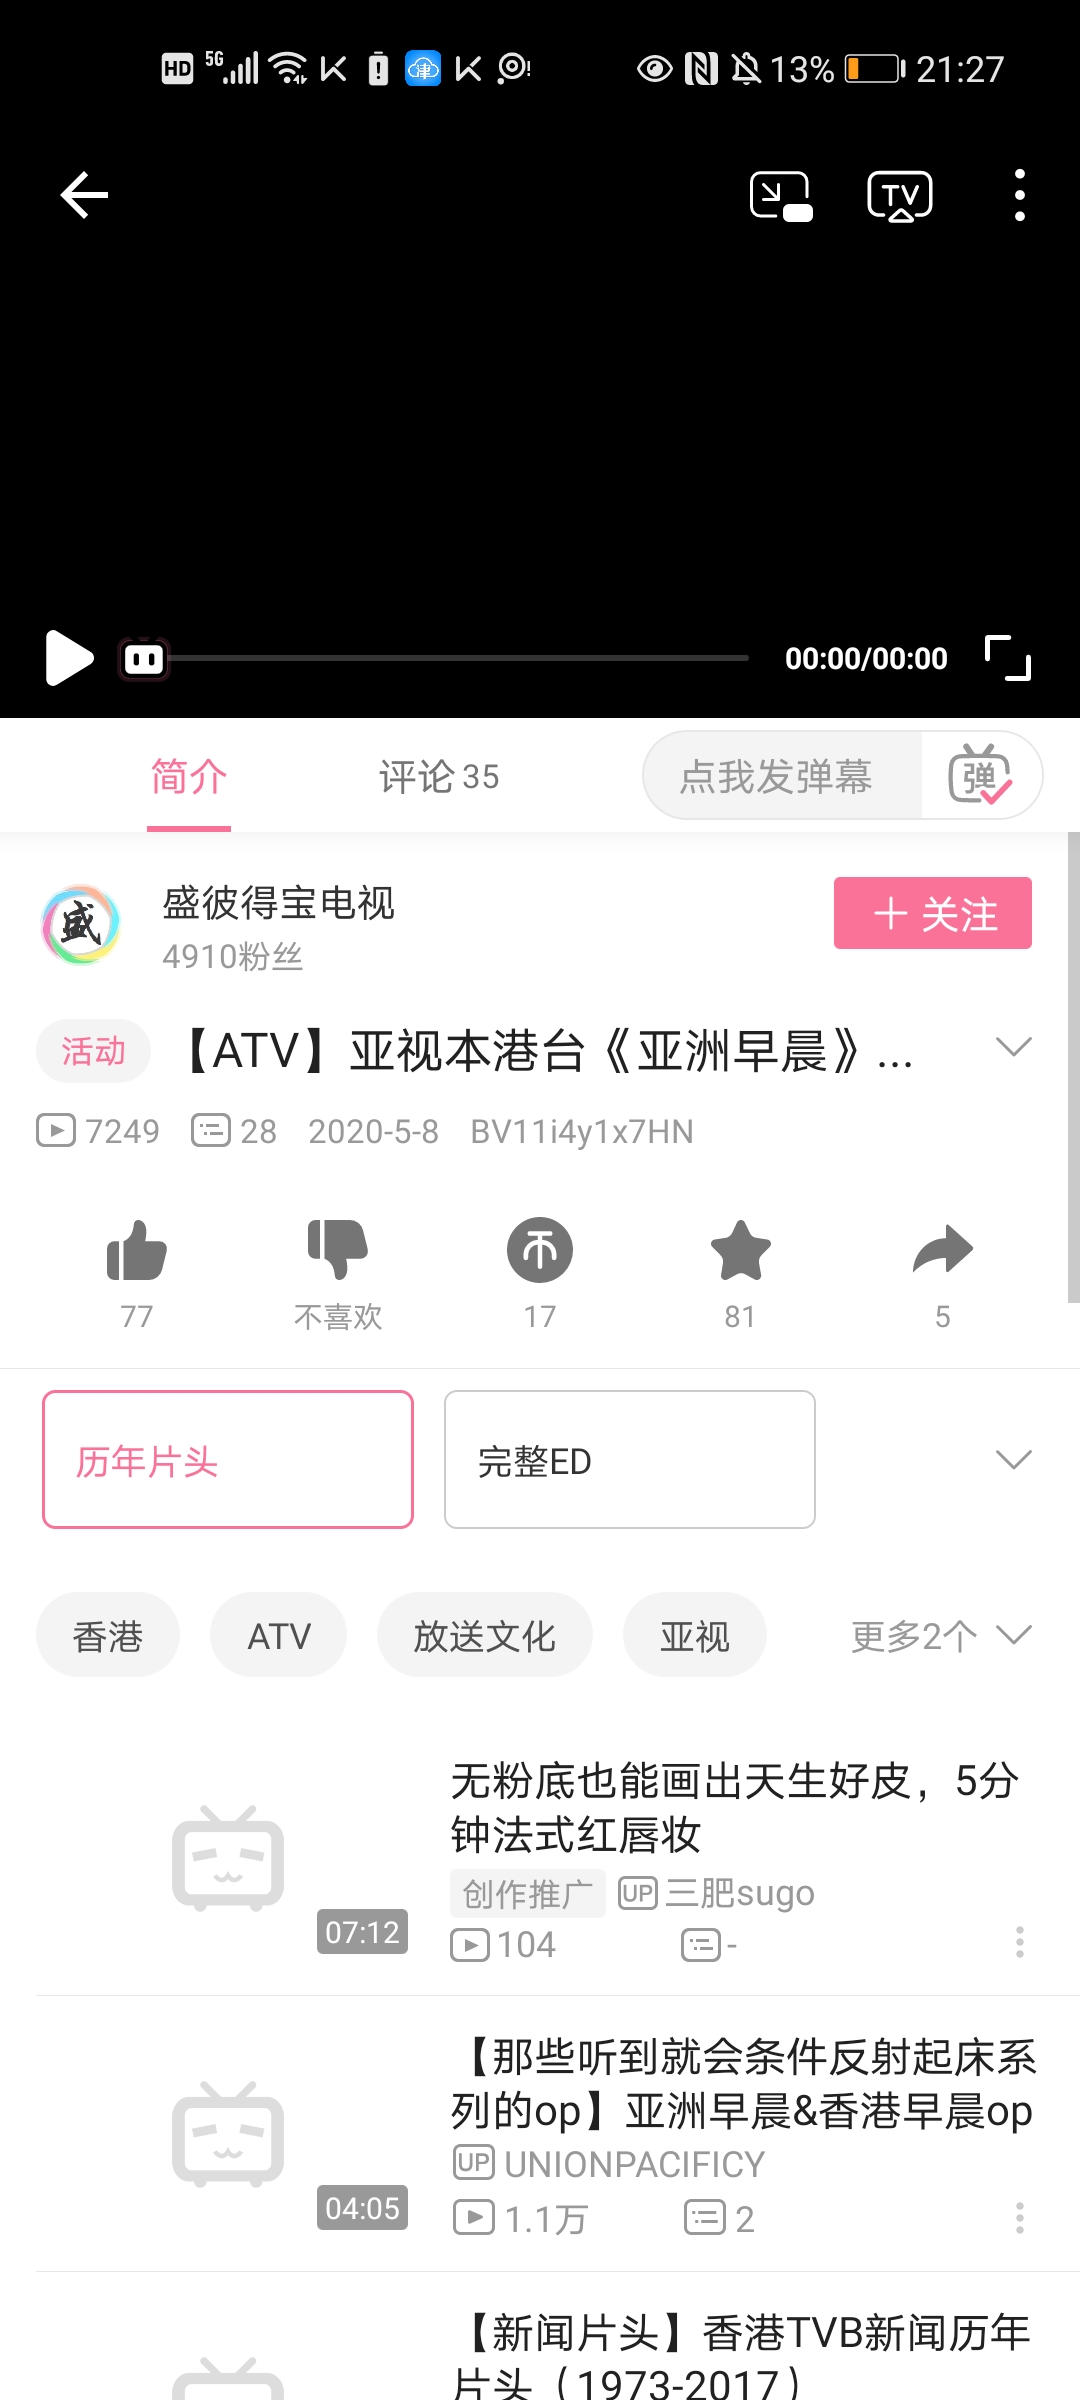 HD 5G 津 13% 21:27
TV
00:00/00:00
简介 评论 35 点我发弹幕 弹
盛 盛彼得宝电视 关注
4910粉丝
活动 【ATV】亚视本港台《亚洲早晨》...
7249 28 2020-5-8 BV11i4y1x7HN
77 不喜欢 17 81 5
历年片头 完整ED
香港 ATV 放送文化 亚视 更多2个
无粉底也能画出天生好皮，5分
钟法式红唇妆
创作推广 UP 三肥sugo
07:12 104 -
【那些听到就会条件反射起床系
列的op】亚洲早晨&香港早晨op
UP UNIONPACIFICY
04:05 1.1万 2
【新闻片头】香港TVB新闻历年
片头（1973-2017）